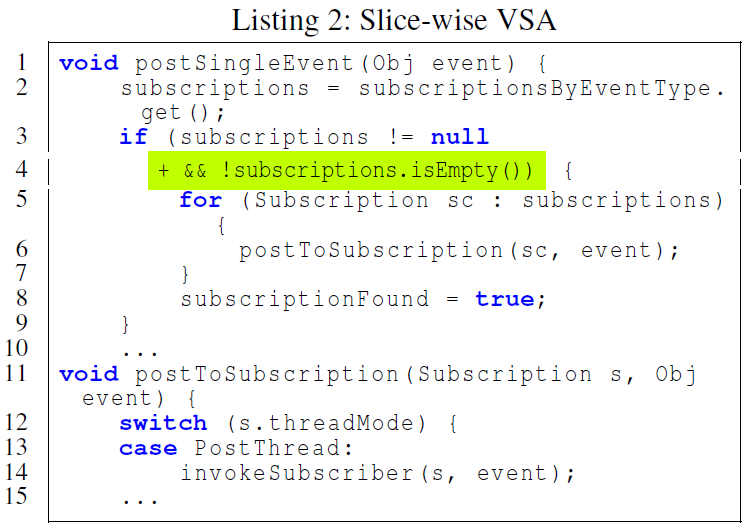 Listing 2: Slice-wise VSA
1 void postSingleEvent(Obj event) {
2 subscriptions = subscriptionsByEventType.
get();
3 if (subscriptions != null
4 + && !subscriptions.isEmpty()) {
5 for (Subscription sc : subscriptions)
{
6 postToSubscription(sc, event);
7 }
8 subscriptionFound = true;
9 }
10 ...
11 void postToSubscription(Subscription s, Obj
event) {
12 switch (s.threadMode) {
13 case PostThread:
14 invokeSubscriber(s, event);
15 ...